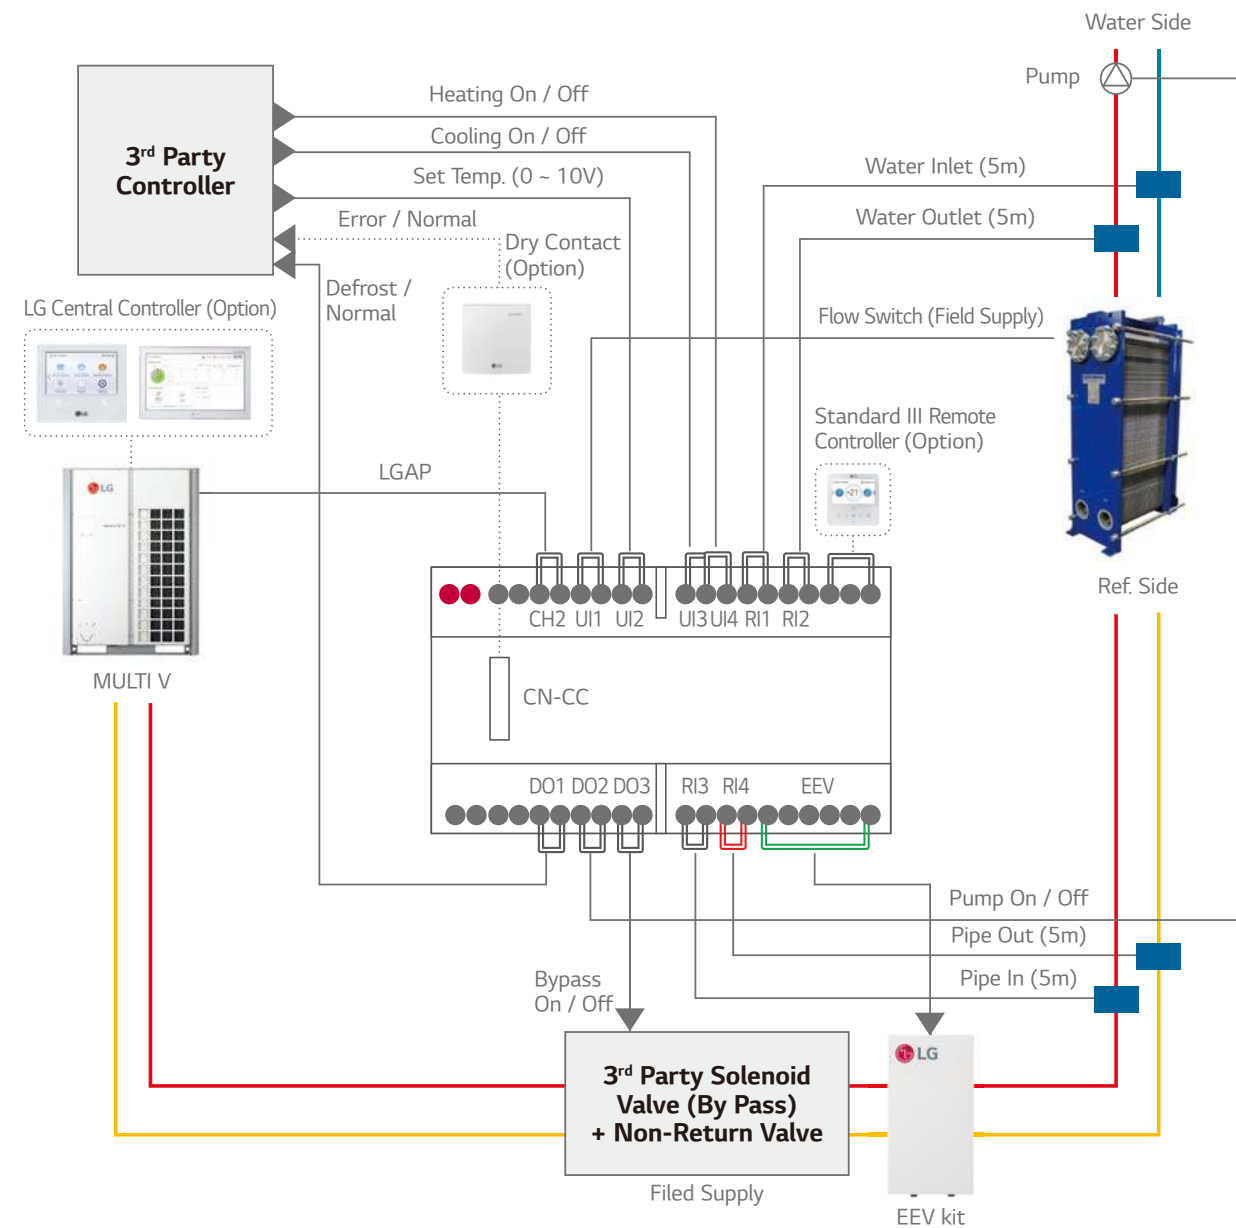 Water Side
Pump
Heating On / Off
Cooling On / Off
Set Temp. (0 ~ 10V)
Error / Normal
3rd Party
Controller
Dry Contact
(Option)
Defrost /
Normal
Water Inlet (5m)
Water Outlet (5m)
LG Central Controller (Option)
Flow Switch (Field Supply)
LG
LG
Standard III Remote
Controller (Option)
LGAP
LG
MULTI V
Ref. Side
CH2 UI1 UI2 UI3 UI4 RI1 RI2
CN-CC
DO1 DO2 DO3 RI3 RI4 EEV
Pump On / Off
Pipe Out (5m)
Pipe In (5m)
Bypass
On / Off
3rd Party Solenoid
Valve (By Pass)
+ Non-Return Valve
Filed Supply
LG
EEV kit